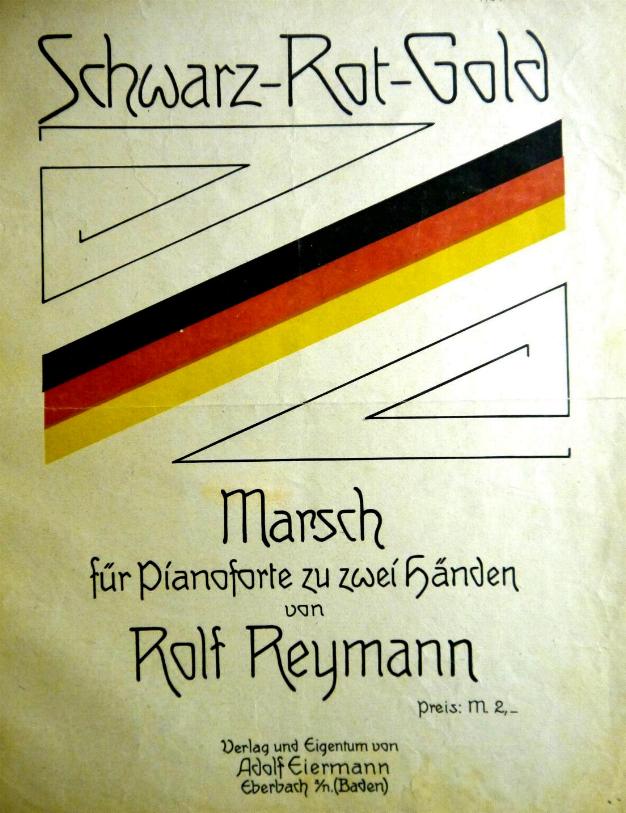 Schwarz-Rot-Gold
Marsch
für Pianoforte zu zwei Händen
von
Rolf Reymann
Preis: M. 2,_
Verlag und Eigentum von
Adolf Eiermann
Eberbach a/n. (Baden)